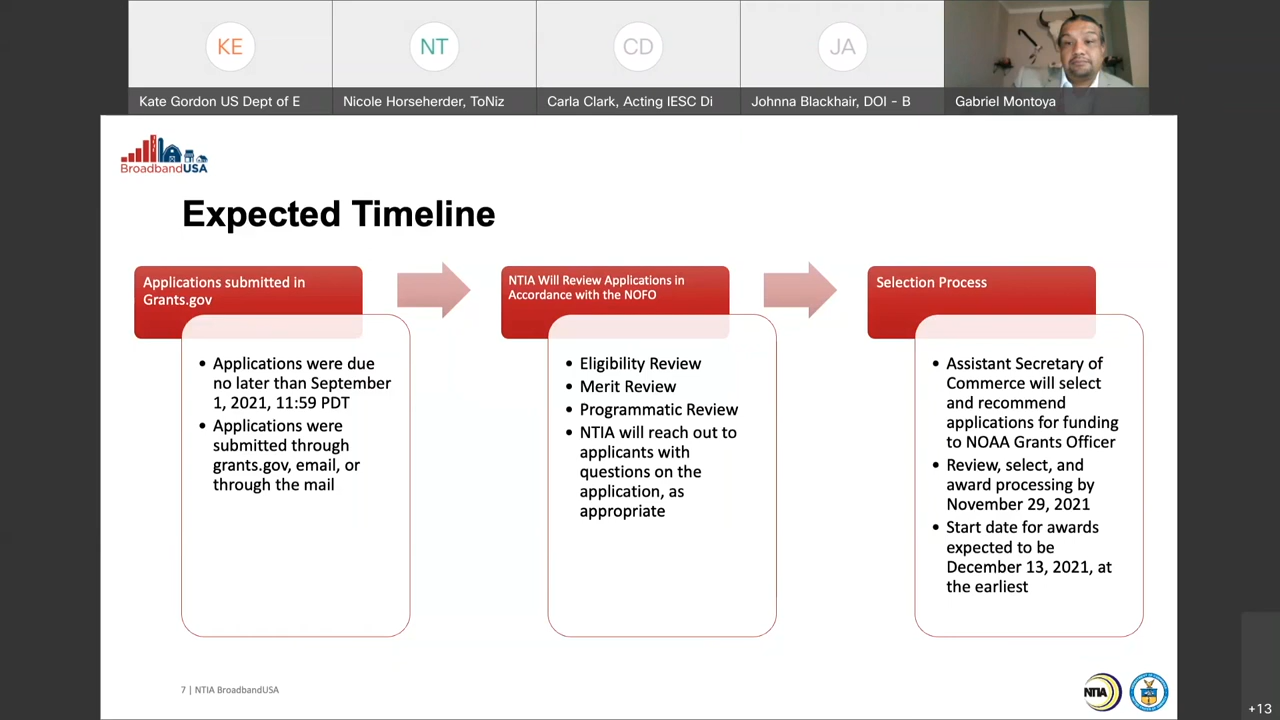 KE
NT
CD
JA
Kate Gordon US Dept of E
Nicole Horseherder, ToNiz
Carla Clark, Acting IESC Di
Johnna Blackhair, DOI - B
Gabriel Montoya
BroadbandUSA
Expected Timeline
Applications submitted in
Grants.gov
• Applications were due
no later than September
1, 2021, 11:59 PDT
• Applications were
submitted through
grants.gov, email, or
through the mail
NTIA Will Review Applications in
Accordance with the NOFO
• Eligibility Review
• Merit Review
• Programmatic Review
• NTIA will reach out to
applicants with
questions on the
application, as
appropriate
Selection Process
• Assistant Secretary of
Commerce will select
and recommend
applications for funding
to NOAA Grants Officer
• Review, select, and
award processing by
November 29, 2021
• Start date for awards
expected to be
December 13, 2021, at
the earliest
7 | NTIA BroadbandUSA
NTIA
+13